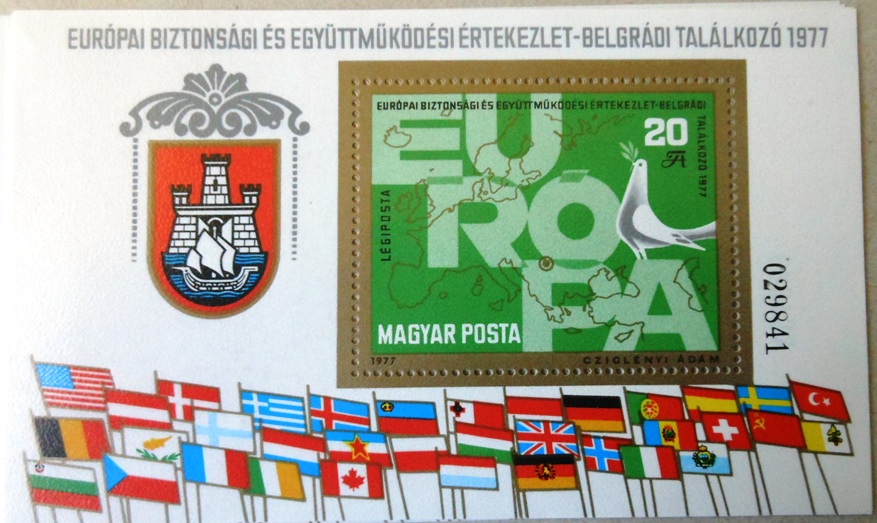 EURÓPAI BIZTONSÁGI ÉS EGYÜTTMŰKÖDÉSI ÉRTEKEZLET-BELGRÁDI TALÁLKOZÓ 1977
EURÓPAI BIZTONSÁGI ÉS EGYÜTTMŰKÖDÉSI ÉRTEKEZLET-BELGRÁDI
TALÁLKOZÓ 1977
20
Ft
EU
RÓ
PA
LÉGIPOSTA
MAGYAR POSTA
1977
CZIGLÉNYI ÁDÁM
029841